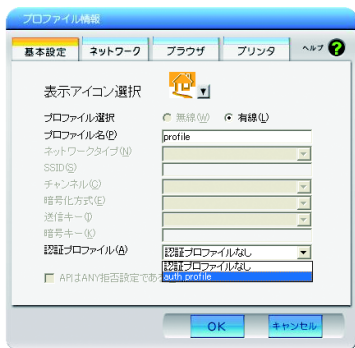 プロファイル情報
基本設定 ネットワーク ブラウザ プリンタ ヘルプ ?
表示アイコン選択
プロファイル選択 無線(W) 有線(L)
プロファイル名(P) profile
ネットワークタイプ(N)
SSID(S)
チャンネル(C)
暗号化方式(E)
送信キー(I)
暗号キー(K)
認証プロファイル(A) 認証プロファイルなし
認証プロファイルなし
APはANY拒否設定であ
auth profile
OK キャンセル